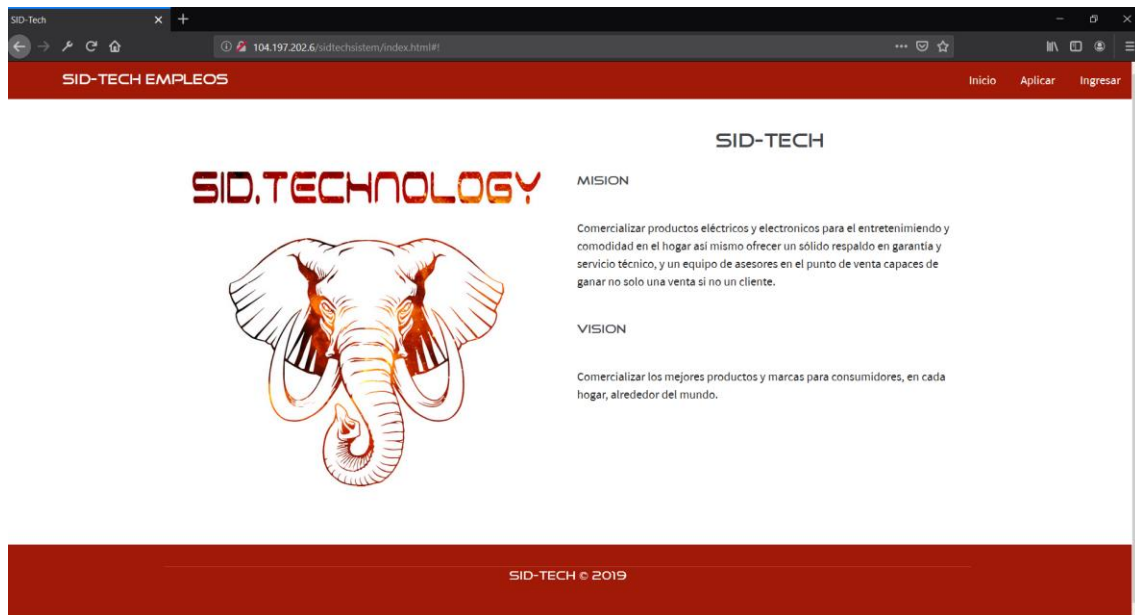 SID-Tech
104.197.202.6/sidtechsistem/index.html#!
SID-TECH EMPLEOS
Inicio Aplicar Ingresar
SID.TECHNOLOGY
SID-TECH
MISION
Comercializar productos eléctricos y electronicos para el entretenimiendo y
comodidad en el hogar así mismo ofrecer un sólido respaldo en garantía y
servicio técnico, y un equipo de asesores en el punto de venta capaces de
ganar no solo una venta si no un cliente.
VISION
Comercializar los mejores productos y marcas para consumidores, en cada
hogar, alrededor del mundo.
SID-TECH © 2019